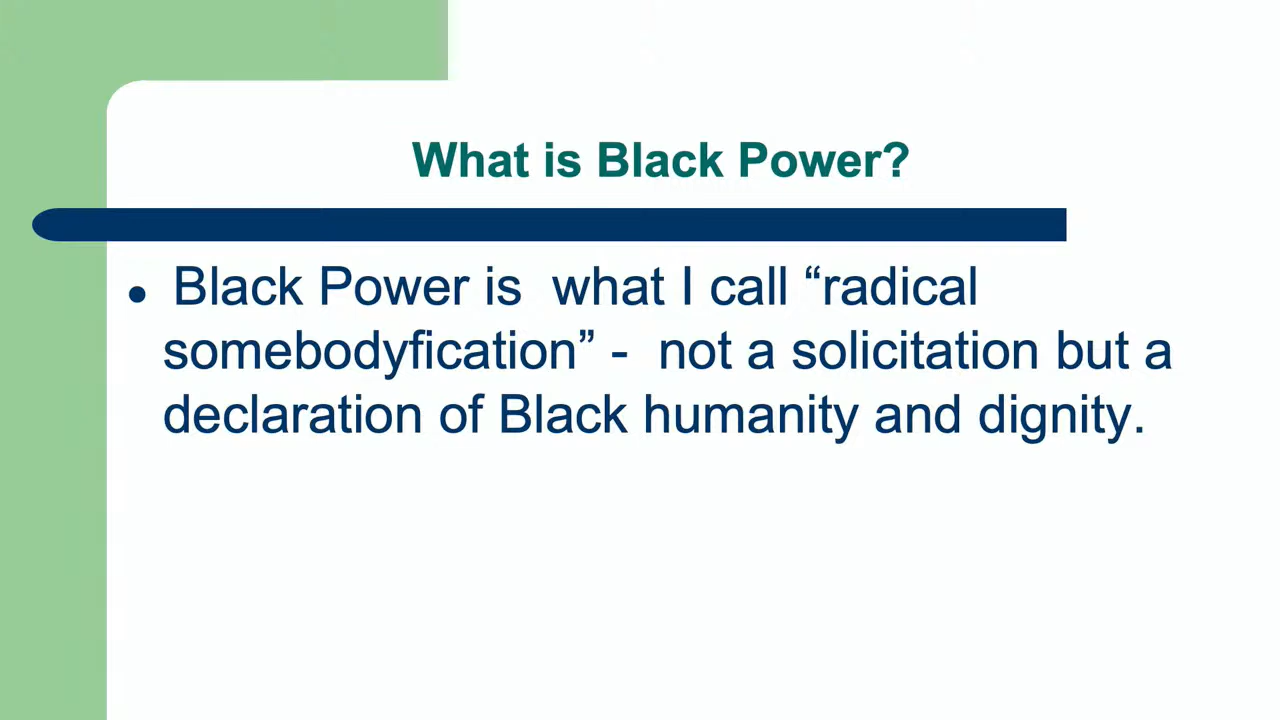 What is Black Power?
● Black Power is  what I call “radical
somebodyfication” -  not a solicitation but a
declaration of Black humanity and dignity.